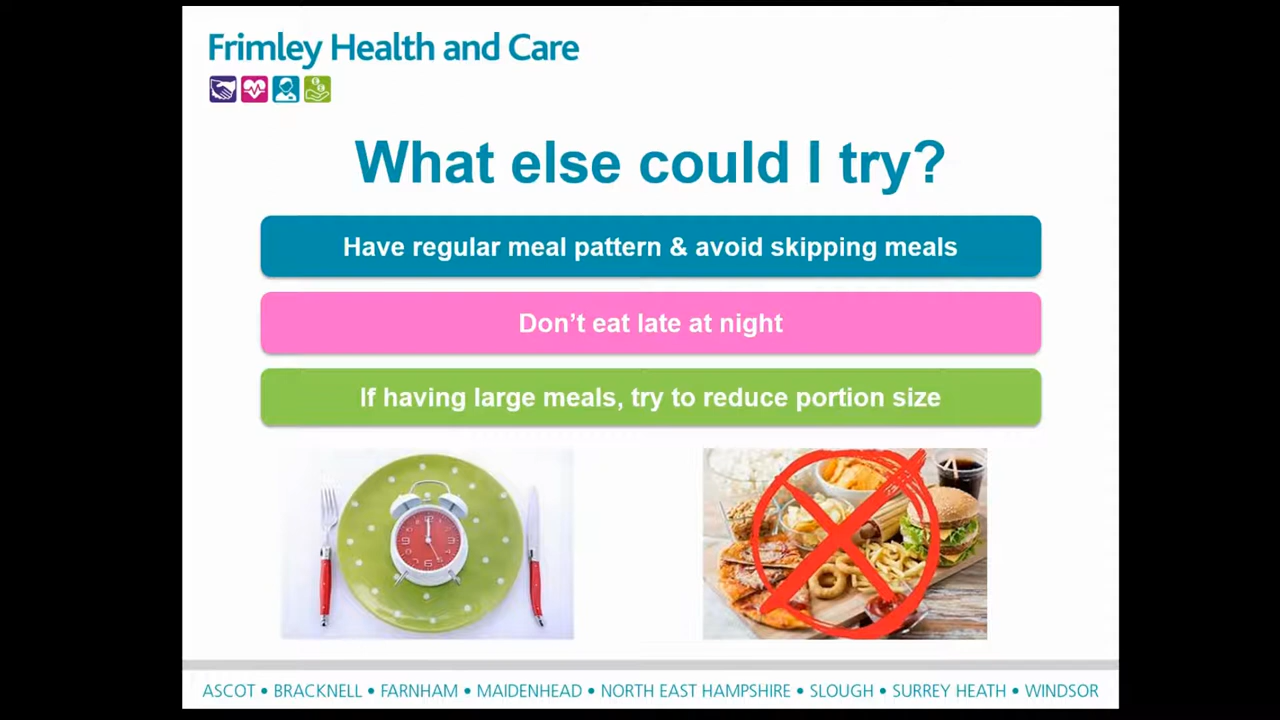 Frimley Health and Care
What else could I try?
Have regular meal pattern & avoid skipping meals
Don’t eat late at night
If having large meals, try to reduce portion size
ASCOT • BRACKNELL • FARNHAM • MAIDENHEAD • NORTH EAST HAMPSHIRE • SLOUGH • SURREY HEATH • WINDSOR